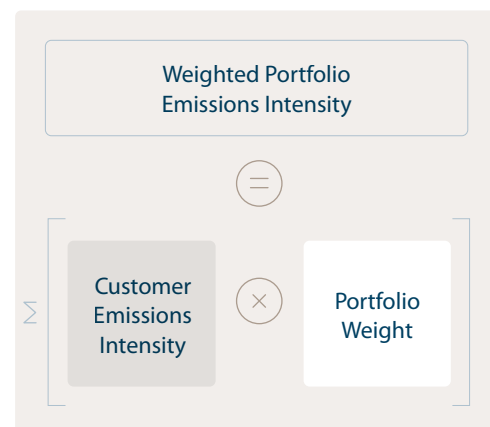 Weighted Portfolio
Emissions Intensity
=
Σ
Customer
Emissions
Intensity
×
Portfolio
Weight